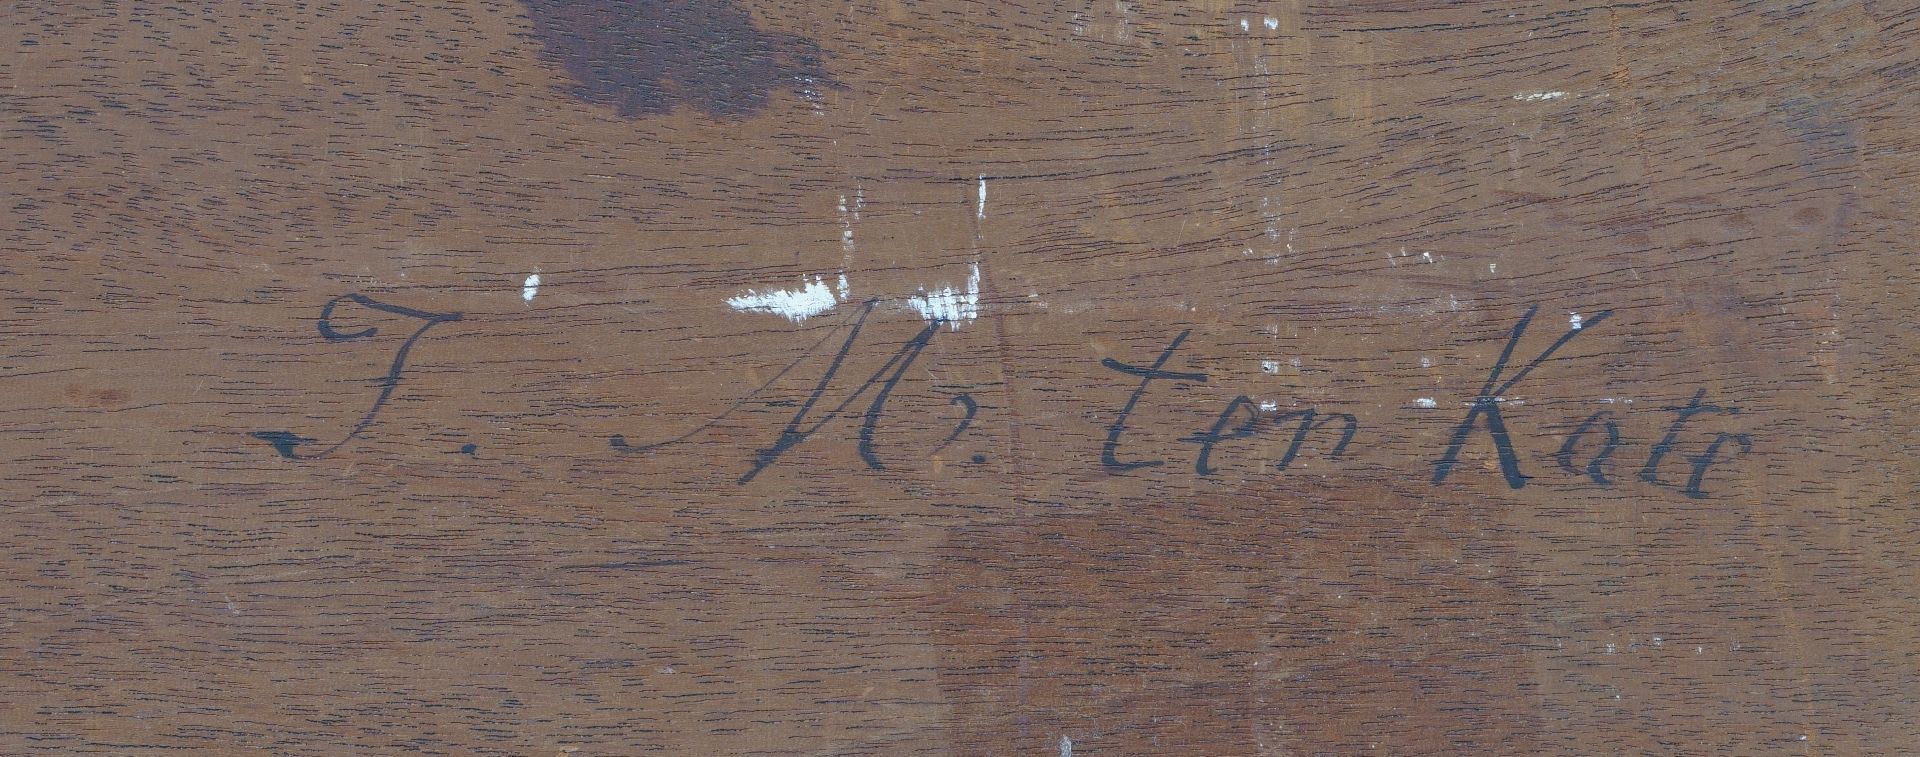 J. M. ten Kate